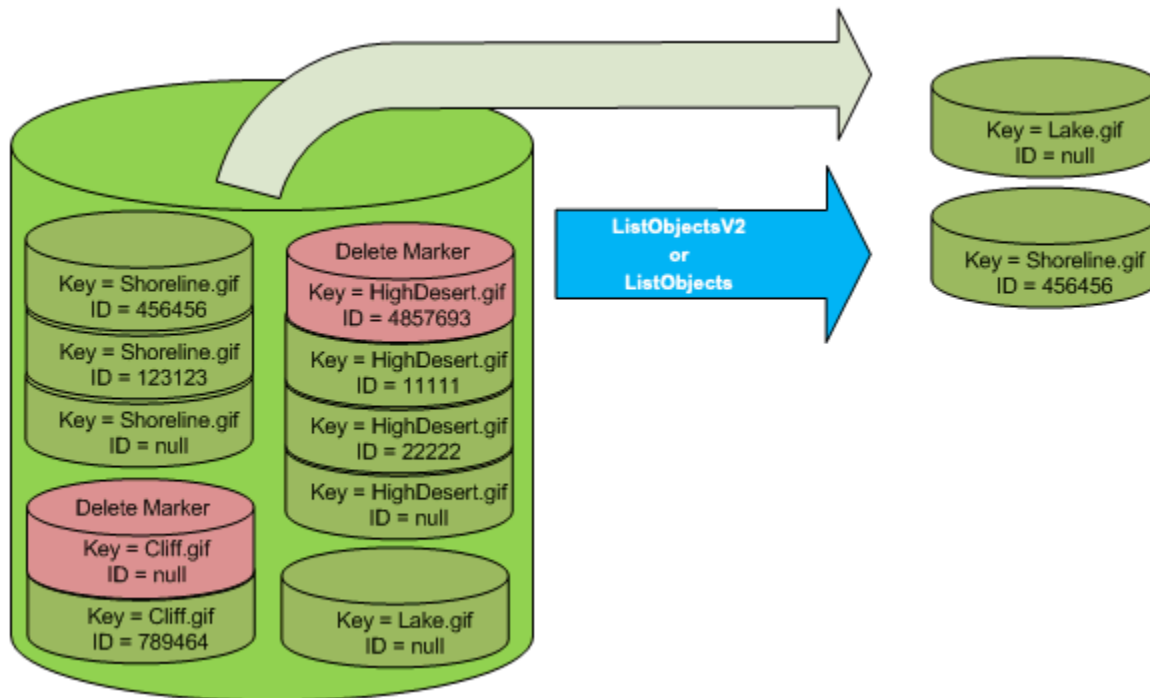 Key = Shoreline.gif
ID = 456456
Key = Shoreline.gif
ID = 123123
Key = Shoreline.gif
ID = null
Delete Marker
Key = Cliff.gif
ID = null
Key = Cliff.gif
ID = 789464
Delete Marker
Key = HighDesert.gif
ID = 4857693
Key = HighDesert.gif
ID = 11111
Key = HighDesert.gif
ID = 22222
Key = HighDesert.gif
ID = null
Key = Lake.gif
ID = null
ListObjectsV2
or
ListObjects
Key = Lake.gif
ID = null
Key = Shoreline.gif
ID = 456456